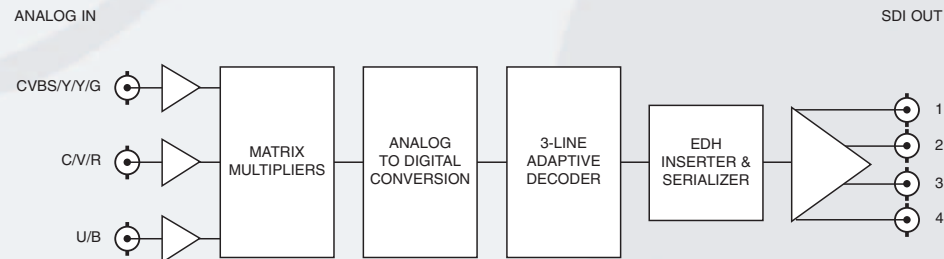 ANALOG IN
SDI OUT
CVBS/Y/Y/G
C/V/R
U/B
MATRIX
MULTIPLIERS
ANALOG
TO DIGITAL
CONVERSION
3-LINE
ADAPTIVE
DECODER
EDH
INSERTER &
SERIALIZER
1
2
3
4